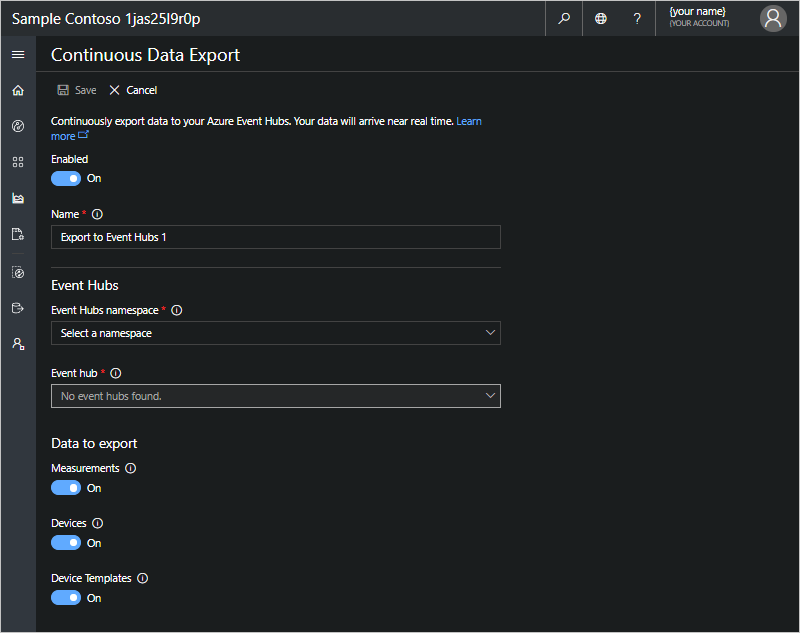 Sample Contoso 1jas25l9r0p
?
{your name}
(YOUR ACCOUNT)
Continuous Data Export
Save
Cancel
Continuously export data to your Azure Event Hubs. Your data will arrive near real time. Learn
more
Enabled
On
Name *
Export to Event Hubs 1
Event Hubs
Event Hubs namespace *
Select a namespace
Event hub *
No event hubs found.
Data to export
Measurements
On
Devices
On
Device Templates
On